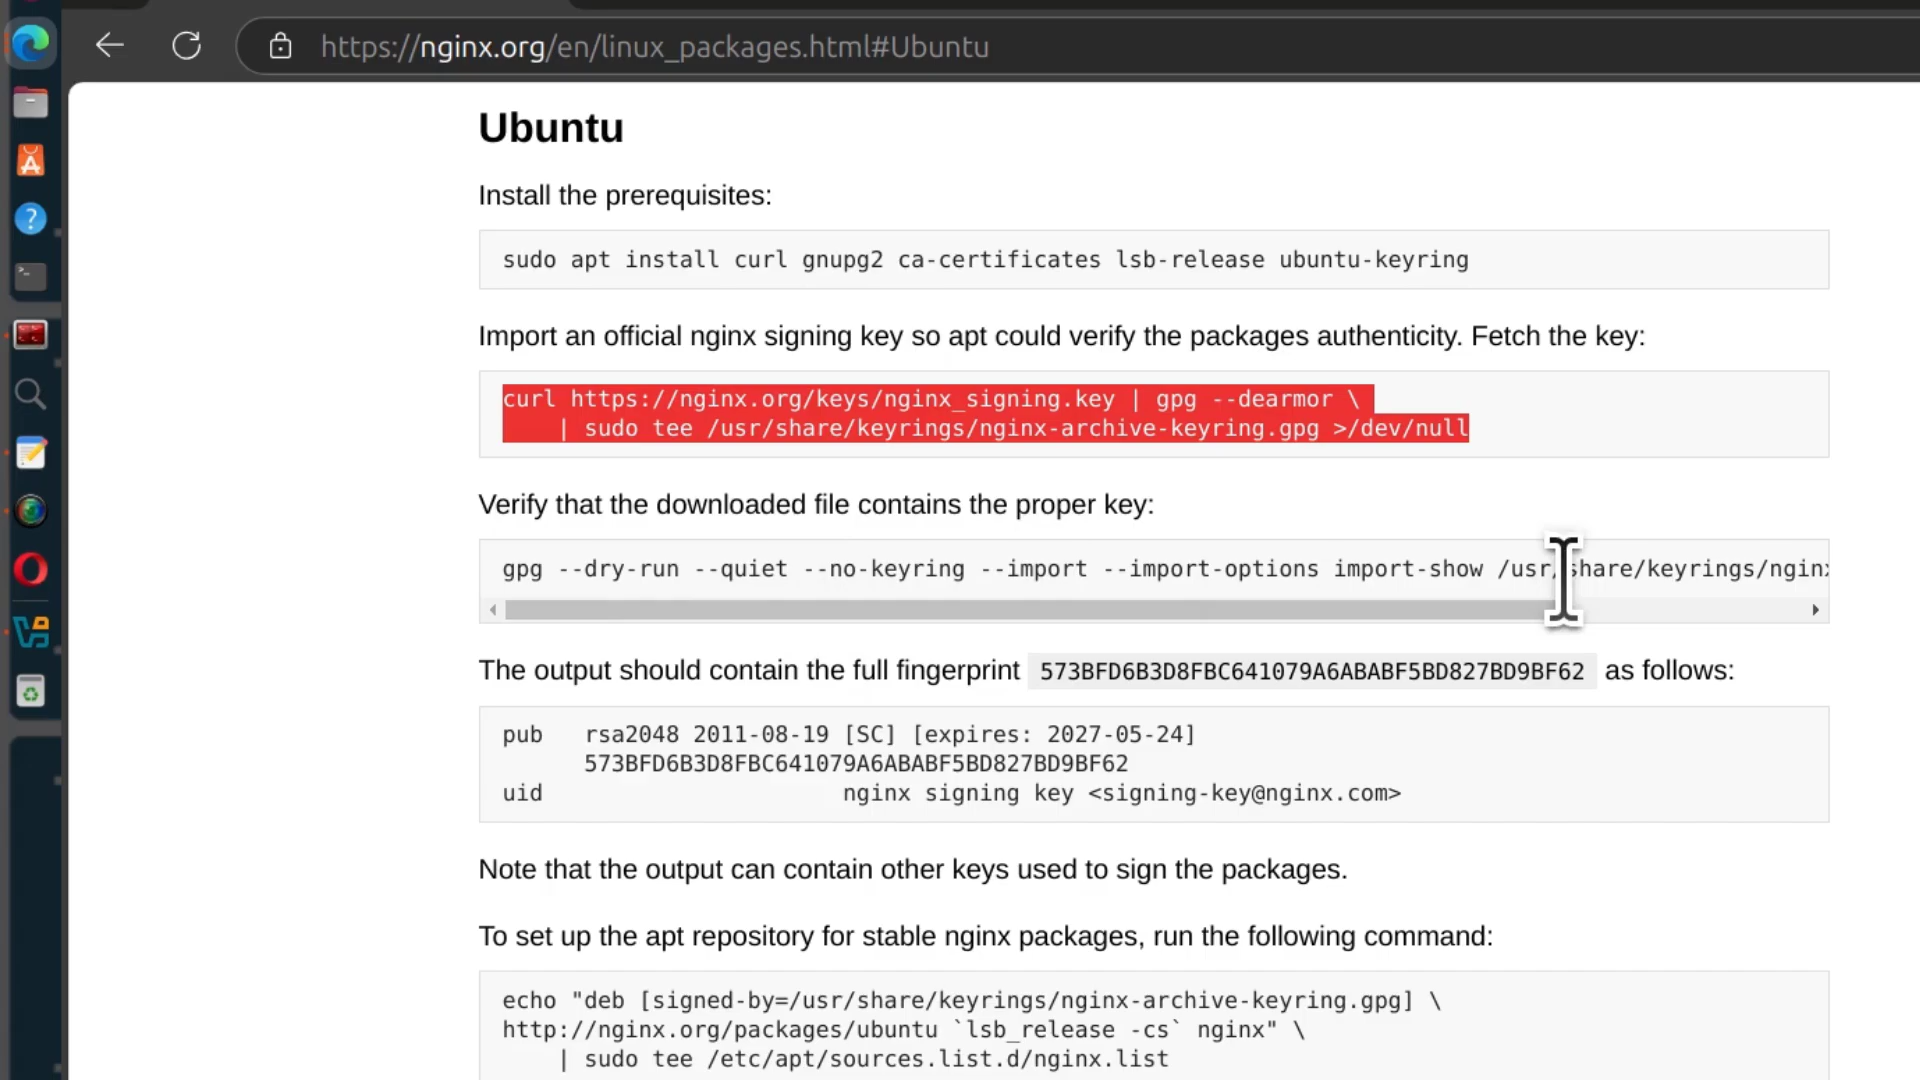 https://nginx.org/en/linux_packages.html#Ubuntu
Ubuntu
Install the prerequisites:
sudo apt install curl gnupg2 ca-certificates lsb-release ubuntu-keyring
Import an official nginx signing key so apt could verify the packages authenticity. Fetch the key:
curl https://nginx.org/keys/nginx_signing.key | gpg --dearmor \
| sudo tee /usr/share/keyrings/nginx-archive-keyring.gpg >/dev/null
Verify that the downloaded file contains the proper key:
gpg --dry-run --quiet --no-keyring --import --import-options import-show /usr/share/keyrings/nginx
The output should contain the full fingerprint 573BFD6B3D8FBC641079A6ABABF5BD827BD9BF62 as follows:
pub rsa2048 2011-08-19 [SC] [expires: 2027-05-24]
573BFD6B3D8FBC641079A6ABABF5BD827BD9BF62
uid nginx signing key <signing-key@nginx.com>
Note that the output can contain other keys used to sign the packages.
To set up the apt repository for stable nginx packages, run the following command:
echo "deb [signed-by=/usr/share/keyrings/nginx-archive-keyring.gpg] \
http://nginx.org/packages/ubuntu `lsb_release -cs` nginx" \
| sudo tee /etc/apt/sources.list.d/nginx.list